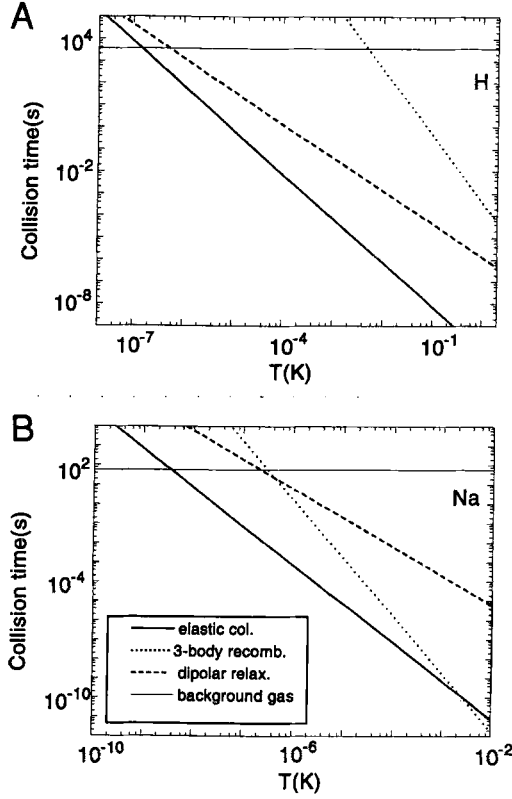 A
10^4
H
10^-2
10^-8
Collision time(s)
10^-7
10^-4
10^-1
T(K)
B
10^2
Na
10^-4
10^-10
Collision time(s)
elastic col.
3-body recomb.
dipolar relax.
background gas
10^-10
10^-6
10^-2
T(K)